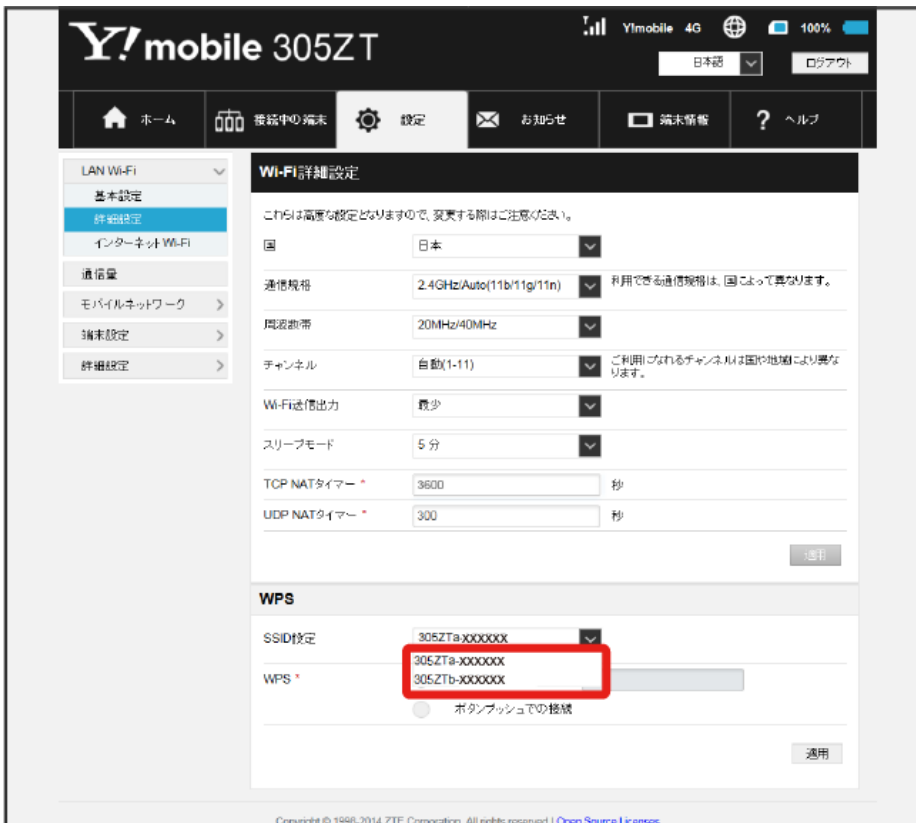 Y! mobile 305ZT
Y!mobile 4G 100%
日本語 ログアウト
ホーム 接続中の端末 設定 お知らせ 端末情報 ? ヘルプ
LAN Wi-Fi
基本設定
詳細設定
インターネットWi-Fi
通信量
モバイルネットワーク
端末設定
詳細設定
Wi-Fi詳細設定
これらは高度な設定となりますので、変更する際はご注意ください。
国 日本
通信規格 2.4GHz/Auto(11b/11g/11n) 利用できる通信規格は、国によって異なります。
周波数帯 20MHz/40MHz
チャンネル 自動(1-11) ご利用になれるチャンネルは国や地域により異な
ります。
Wi-Fi送信出力 最少
スリープモード 5 分
TCP NATタイマー * 3600 秒
UDP NATタイマー * 300 秒
適用
WPS
SSID設定 305ZTa-XXXXXX
305ZTa-XXXXXX
WPS * 305ZTb-XXXXXX
ボタンプッシュでの接続
適用
Copyright © 1998-2014 ZTE Corporation. All rights reserved | Open Source Licenses